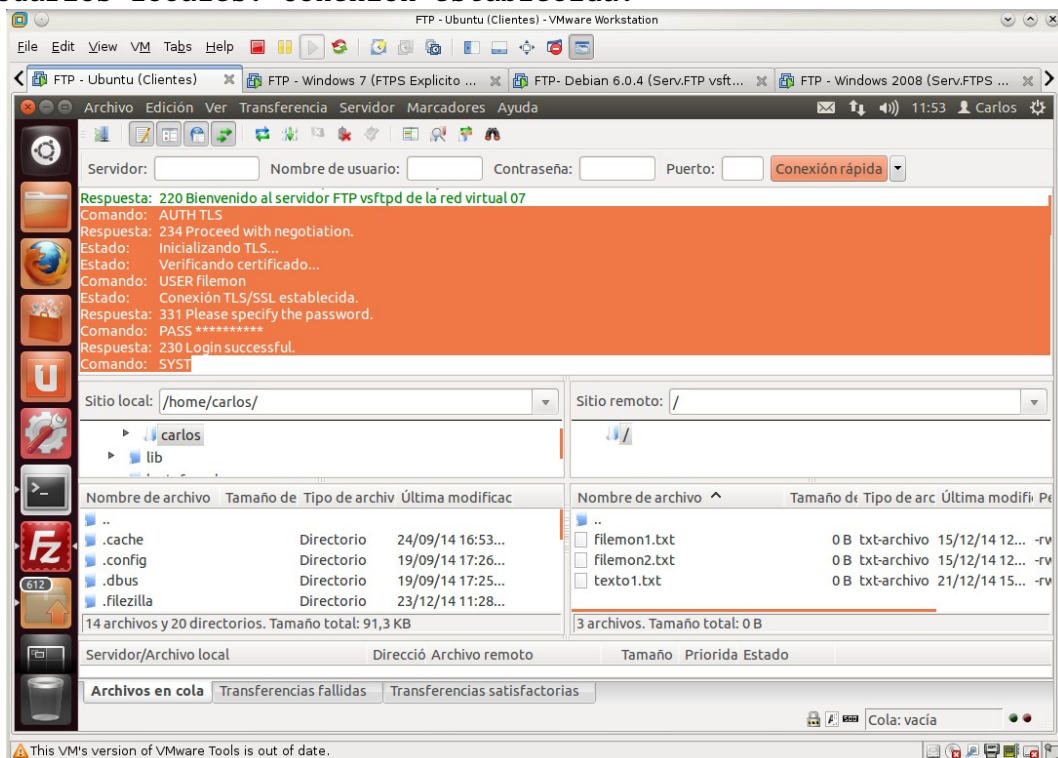 FTP - Ubuntu (Clientes) - VMware Workstation
File Edit View VM Tabs Help
FTP - Ubuntu (Clientes) FTP - Windows 7 (FTPS Explicito ... FTP- Debian 6.0.4 (Serv.FTP vsft... FTP - Windows 2008 (Serv.FTPS ...
Archivo Edición Ver Transferencia Servidor Marcadores Ayuda 11:53 Carlos
Servidor: Nombre de usuario: Contraseña: Puerto: Conexión rápida
Respuesta: 220 Bienvenido al servidor FTP vsftpd de la red virtual 07
Comando: AUTH TLS
Respuesta: 234 Proceed with negotiation.
Estado: Inicializando TLS...
Estado: Verificando certificado...
Comando: USER filemon
Estado: Conexión TLS/SSL establecida.
Respuesta: 331 Please specify the password.
Comando: PASS **********
Respuesta: 230 Login successful.
Comando: SYST
Sitio local: /home/carlos/ Sitio remoto: /
carlos /
lib
Nombre de archivo Tamaño de Tipo de archiv Última modificac Nombre de archivo Tamaño de Tipo de arc Última modifi Pe
.. ..
.cache Directorio 24/09/14 16:53... filemon1.txt 0 B txt-archivo 15/12/14 12... -rw
.config Directorio 19/09/14 17:26... filemon2.txt 0 B txt-archivo 15/12/14 12... -rw
.dbus Directorio 19/09/14 17:25... texto1.txt 0 B txt-archivo 21/12/14 15... -rw
.filezilla Directorio 23/12/14 11:28...
612
14 archivos y 20 directorios. Tamaño total: 91,3 KB 3 archivos. Tamaño total: 0 B
Servidor/Archivo local Direcció Archivo remoto Tamaño Priorida Estado
Archivos en cola Transferencias fallidas Transferencias satisfactorias
Cola: vacía
This VM's version of VMware Tools is out of date.